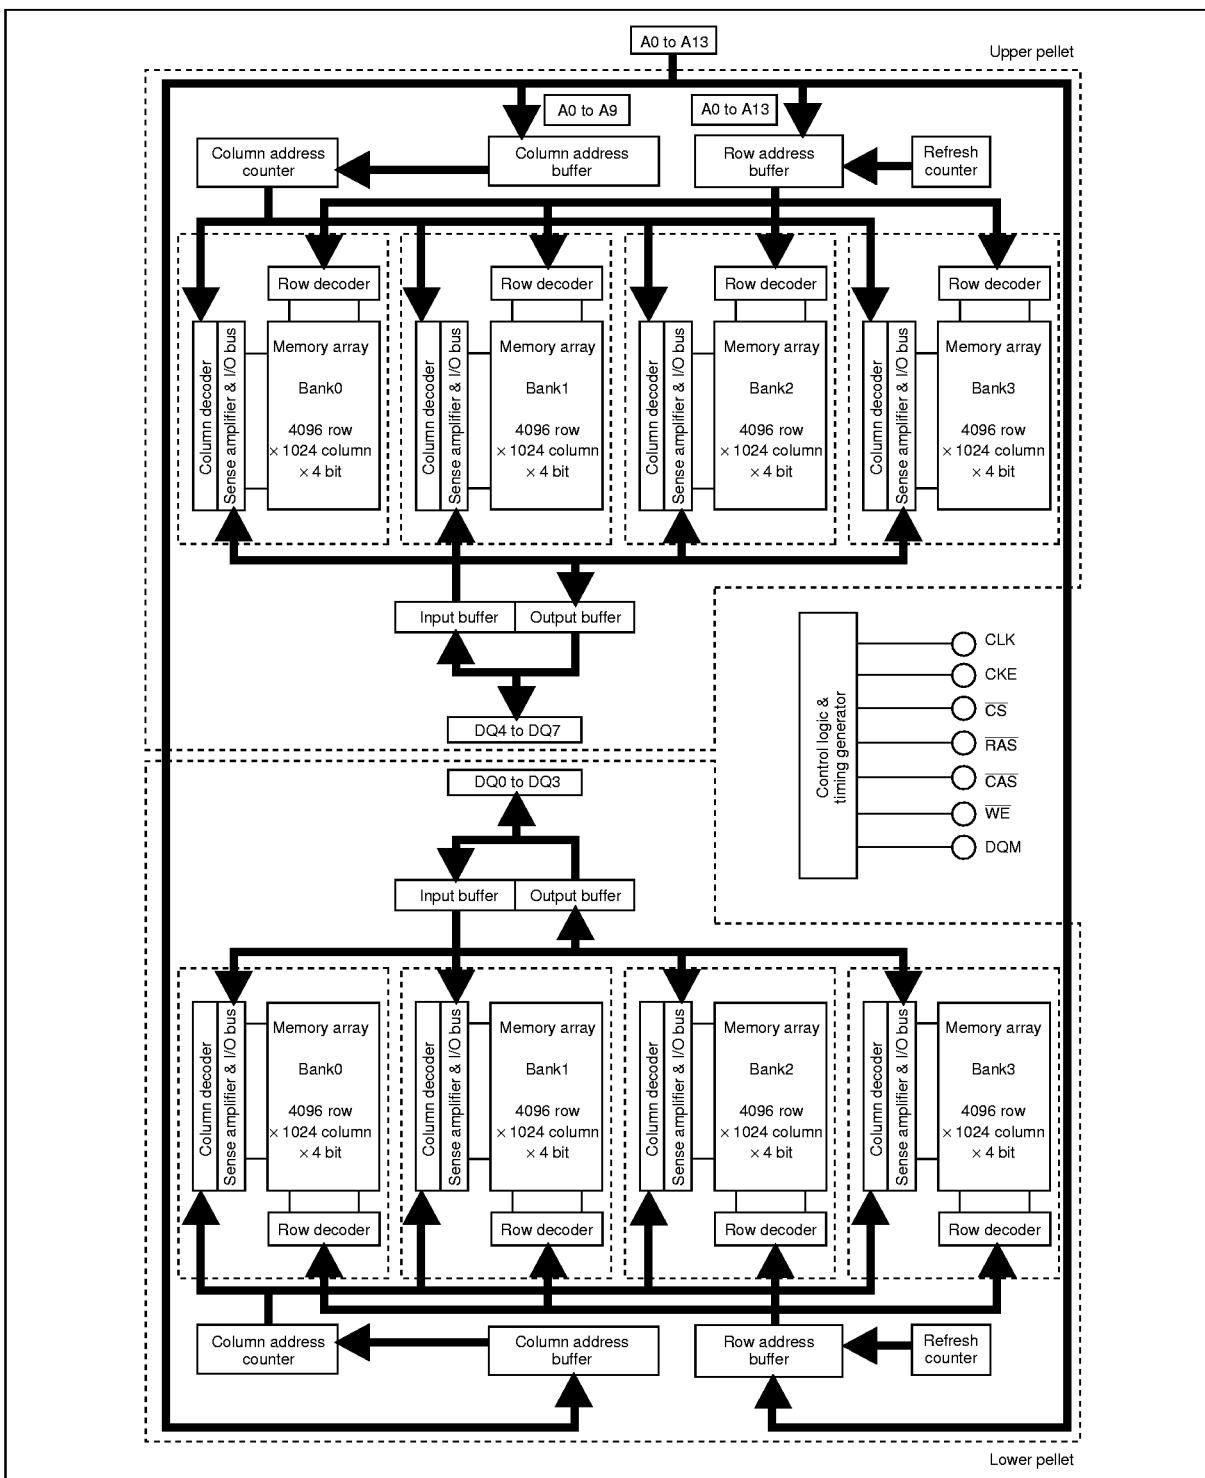 A0 to A13
Upper pellet
A0 to A9
A0 to A13
Column address
counter
Column address
buffer
Row address
buffer
Refresh
counter
Row decoder
Row decoder
Row decoder
Row decoder
Column decoder
Sense amplifier & I/O bus
Memory array
Bank0
4096 row
× 1024 column
× 4 bit
Column decoder
Sense amplifier & I/O bus
Memory array
Bank1
4096 row
× 1024 column
× 4 bit
Column decoder
Sense amplifier & I/O bus
Memory array
Bank2
4096 row
× 1024 column
× 4 bit
Column decoder
Sense amplifier & I/O bus
Memory array
Bank3
4096 row
× 1024 column
× 4 bit
Input buffer
Output buffer
DQ4 to DQ7
Control logic &
timing generator
CLK
CKE
C̅S̅
R̅A̅S̅
C̅A̅S̅
W̅E̅
DQM
DQ0 to DQ3
Input buffer
Output buffer
Column decoder
Sense amplifier & I/O bus
Memory array
Bank0
4096 row
× 1024 column
× 4 bit
Column decoder
Sense amplifier & I/O bus
Memory array
Bank1
4096 row
× 1024 column
× 4 bit
Column decoder
Sense amplifier & I/O bus
Memory array
Bank2
4096 row
× 1024 column
× 4 bit
Column decoder
Sense amplifier & I/O bus
Memory array
Bank3
4096 row
× 1024 column
× 4 bit
Row decoder
Row decoder
Row decoder
Row decoder
Column address
counter
Column address
buffer
Row address
buffer
Refresh
counter
Lower pellet